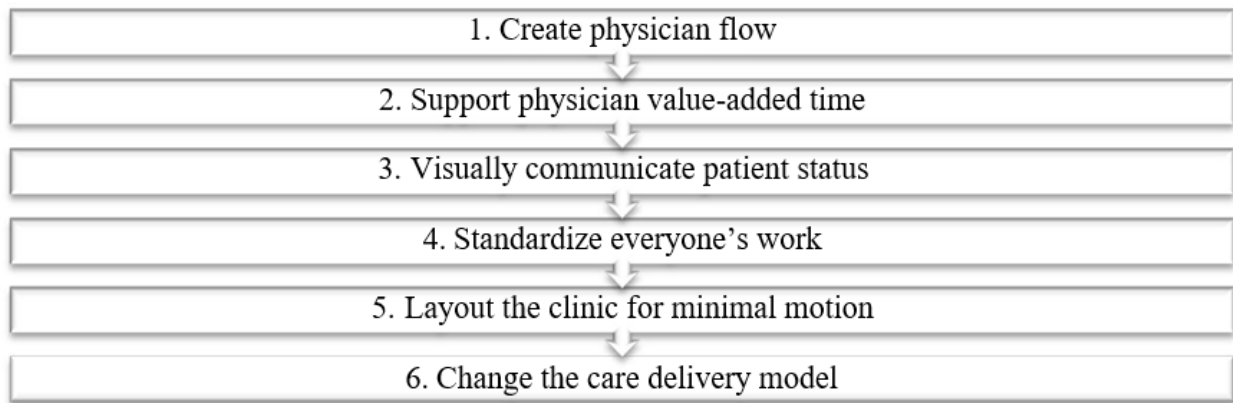 1. Create physician flow
2. Support physician value-added time
3. Visually communicate patient status
4. Standardize everyone’s work
5. Layout the clinic for minimal motion
6. Change the care delivery model